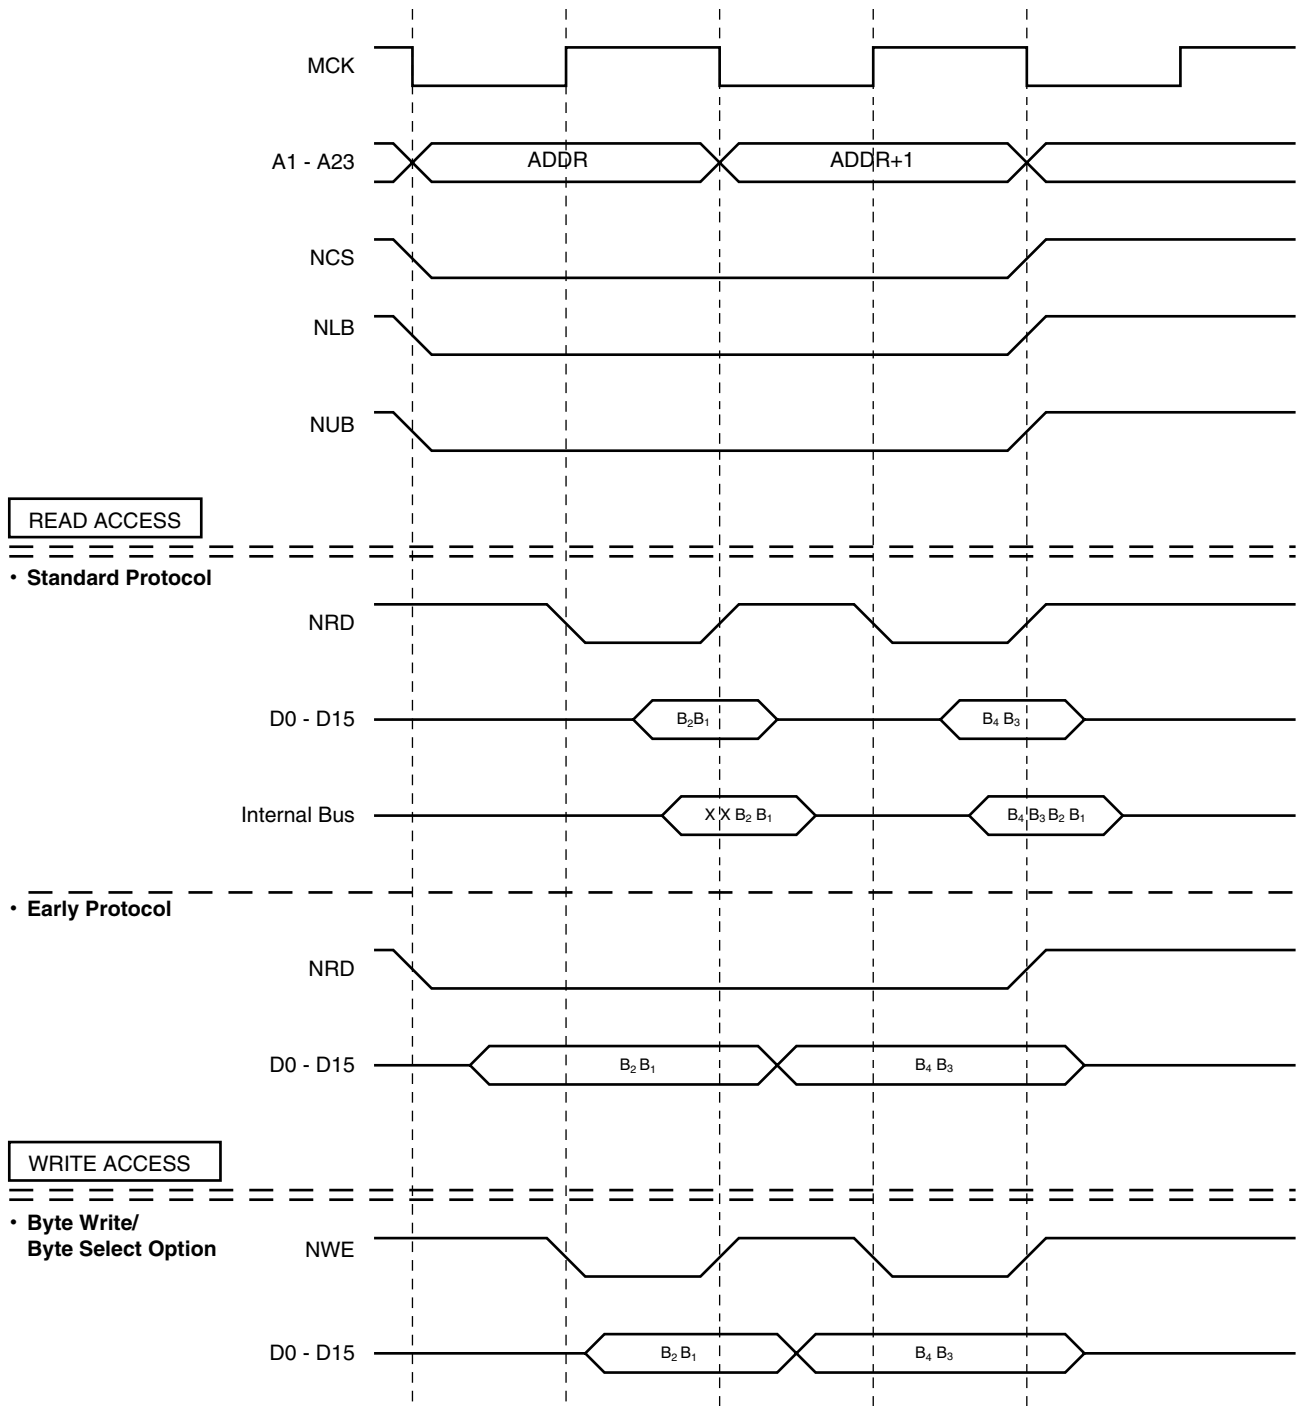 MCK
A1 - A23 ADDR ADDR+1
NCS
NLB
NUB
READ ACCESS
• Standard Protocol
NRD
D0 - D15 B₂B₁ B₄ B₃
Internal Bus X X B₂ B₁ B₄ B₃ B₂ B₁
• Early Protocol
NRD
D0 - D15 B₂ B₁ B₄ B₃
WRITE ACCESS
• Byte Write/
Byte Select Option NWE
D0 - D15 B₂ B₁ B₄ B₃